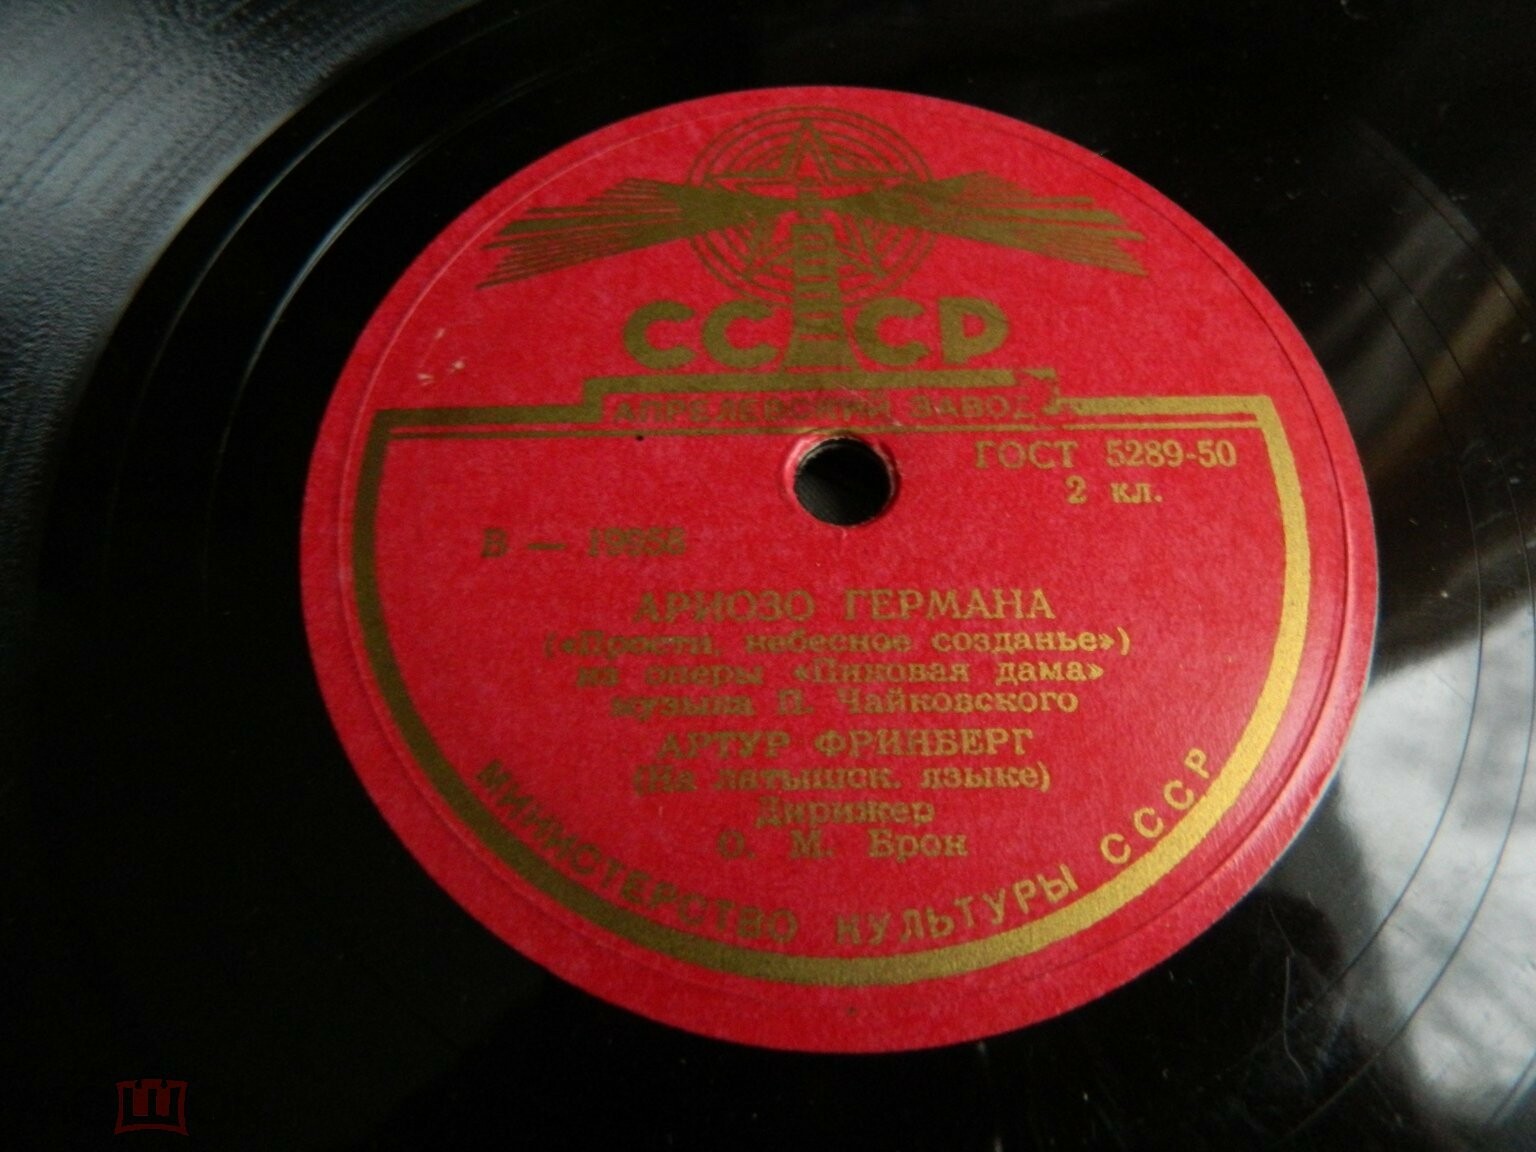 СССР
АПРЕЛЕВСКИЙ ЗАВОД
ГОСТ 5289-50
2 кл.
В — 19958
АРИОЗО ГЕРМАНА
(«Прости, небесное созданье»)
из оперы «Пиковая дама»
музыка П. Чайковского
АРТУР ФРИНБЕРГ
(На латышск. языке)
Дирижер
О. М. Брон
МИНИСТЕРСТВО КУЛЬТУРЫ СССР